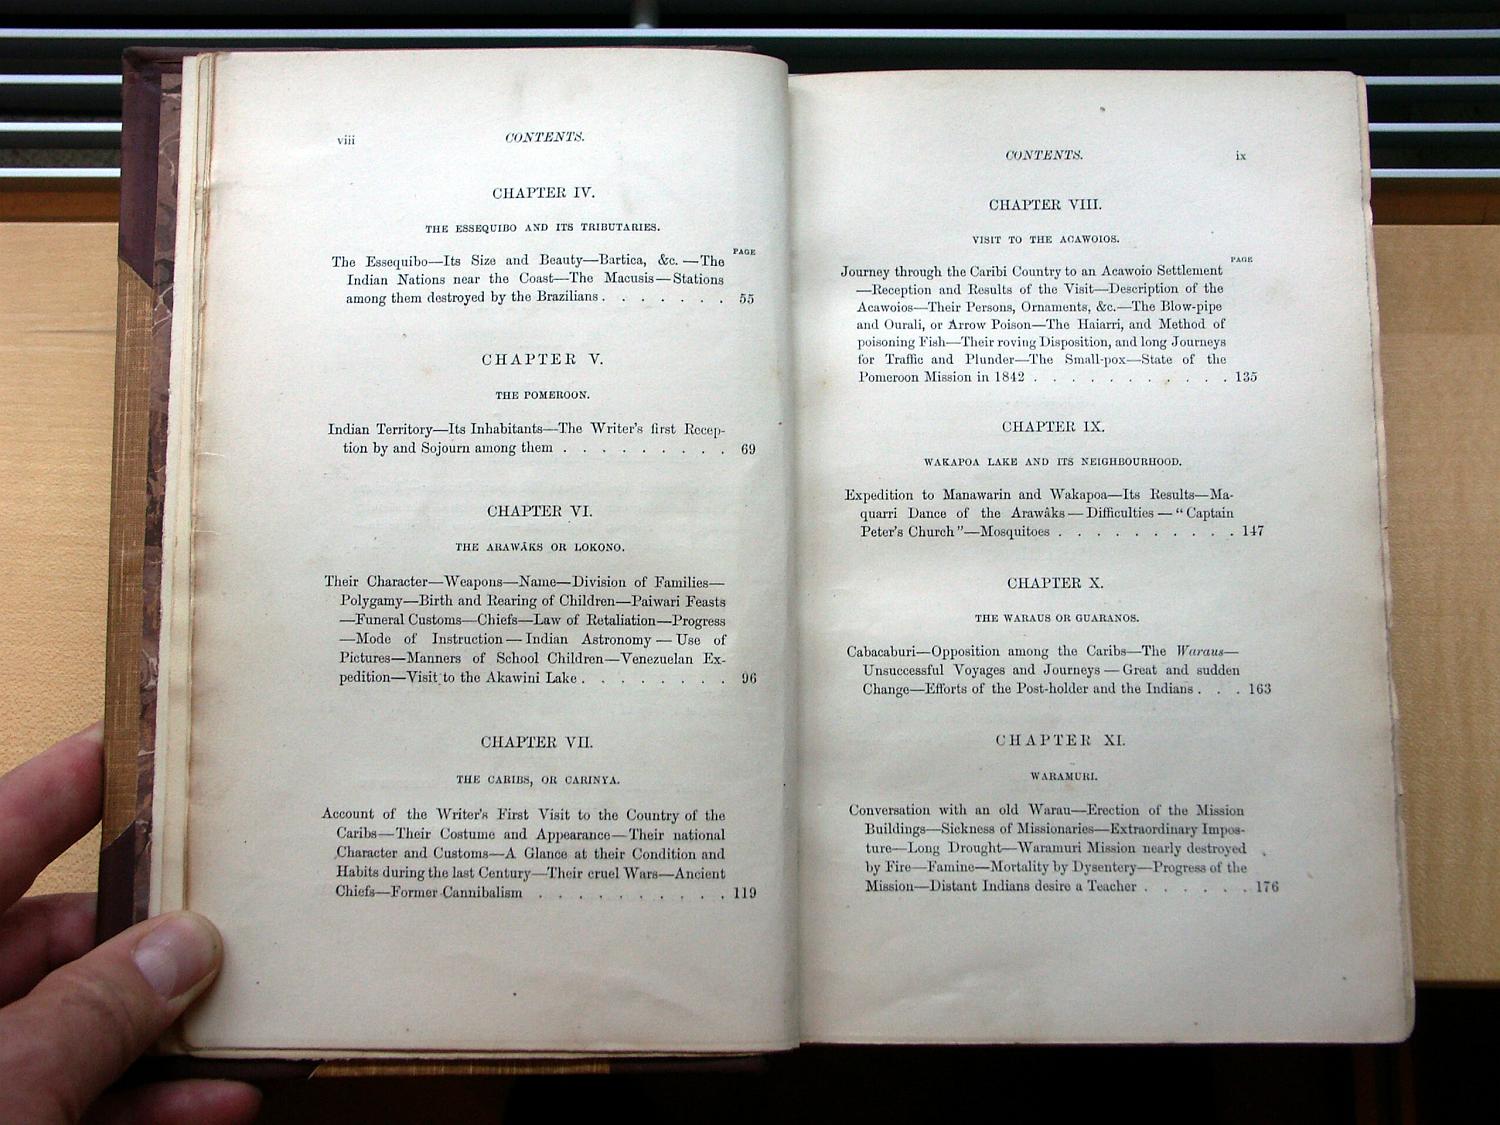 viii
CONTENTS.
CHAPTER IV.
THE ESSEQUIBO AND ITS TRIBUTARIES.
PAGE
The Essequibo—Its Size and Beauty—Bartica, &c.—The
Indian Nations near the Coast—The Macusis—Stations
among them destroyed by the Brazilians . . . . . . . 55
CHAPTER V.
THE POMEROON.
Indian Territory—Its Inhabitants—The Writer's first Recep-
tion by and Sojourn among them . . . . . . . . . 69
CHAPTER VI.
THE ARAWÂKS OR LOKONO.
Their Character—Weapons—Name—Division of Families—
Polygamy—Birth and Rearing of Children—Paiwari Feasts
—Funeral Customs—Chiefs—Law of Retaliation—Progress
—Mode of Instruction—Indian Astronomy—Use of
Pictures—Manners of School Children—Venezuelan Ex-
pedition—Visit to the Akawini Lake . . . . . . . . 96
CHAPTER VII.
THE CARIBS, OR CARINYA.
Account of the Writer's First Visit to the Country of the
Caribs—Their Costume and Appearance—Their national
Character and Customs—A Glance at their Condition and
Habits during the last Century—Their cruel Wars—Ancient
Chiefs—Former Cannibalism . . . . . . . . . . 119
CONTENTS.
ix
CHAPTER VIII.
VISIT TO THE ACAWOIOS.
PAGE
Journey through the Caribi Country to an Acawoio Settlement
—Reception and Results of the Visit—Description of the
Acawoios—Their Persons, Ornaments, &c.—The Blow-pipe
and Ourali, or Arrow Poison—The Haiarri, and Method of
poisoning Fish—Their roving Disposition, and long Journeys
for Traffic and Plunder—The Small-pox—State of the
Pomeroon Mission in 1842 . . . . . . . . . . . 135
CHAPTER IX.
WAKAPOA LAKE AND ITS NEIGHBOURHOOD.
Expedition to Manawarin and Wakapoa—Its Results—Ma-
quarri Dance of the Arawâks—Difficulties—“Captain
Peter's Church”—Mosquitoes . . . . . . . . . . 147
CHAPTER X.
THE WARAUS OR GUARANOS.
Cabacaburi—Opposition among the Caribs—The Waraus—
Unsuccessful Voyages and Journeys—Great and sudden
Change—Efforts of the Post-holder and the Indians . . . 163
CHAPTER XI.
WARAMURI.
Conversation with an old Warau—Erection of the Mission
Buildings—Sickness of Missionaries—Extraordinary Impos-
ture—Long Drought—Waramuri Mission nearly destroyed
by Fire—Famine—Mortality by Dysentery—Progress of the
Mission—Distant Indians desire a Teacher . . . . . . 176